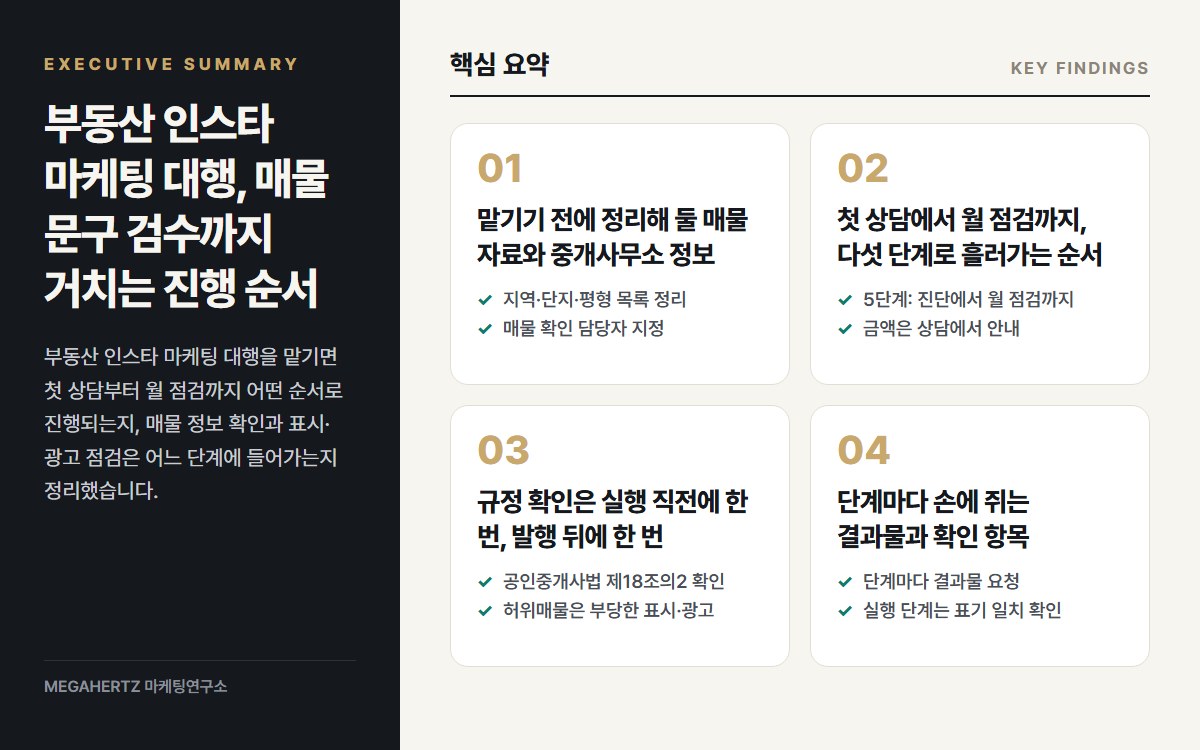 EXECUTIVE SUMMARY
부동산 인스타
마케팅 대행, 매물
문구 검수까지
거치는 진행 순서
부동산 인스타 마케팅 대행을 맡기면
첫 상담부터 월 점검까지 어떤 순서로
진행되는지, 매물 정보 확인과 표시·
광고 점검은 어느 단계에 들어가는지
정리했습니다.
MEGAHERTZ 마케팅연구소
핵심 요약
KEY FINDINGS
01
맡기기 전에 정리해 둘 매물
자료와 중개사무소 정보
✓ 지역·단지·평형 목록 정리
✓ 매물 확인 담당자 지정
02
첫 상담에서 월 점검까지,
다섯 단계로 흘러가는 순서
✓ 5단계: 진단에서 월 점검까지
✓ 금액은 상담에서 안내
03
규정 확인은 실행 직전에 한
번, 발행 뒤에 한 번
✓ 공인중개사법 제18조의2 확인
✓ 허위매물은 부당한 표시·광고
04
단계마다 손에 쥐는
결과물과 확인 항목
✓ 단계마다 결과물 요청
✓ 실행 단계는 표기 일치 확인